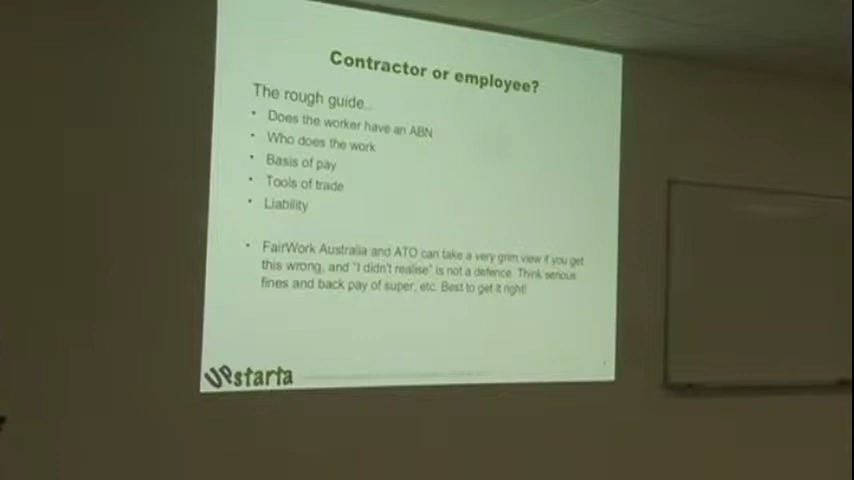 Contractor or employee?
The rough guide...
• Does the worker have an ABN
• Who does the work
• Basis of pay
• Tools of trade
• Liability
• FairWork Australia and ATO can take a very grim view if you get
this wrong, and "I didn't realise" is not a defence. Think serious
fines and back pay of super, etc. Best to get it right!
UPstarta